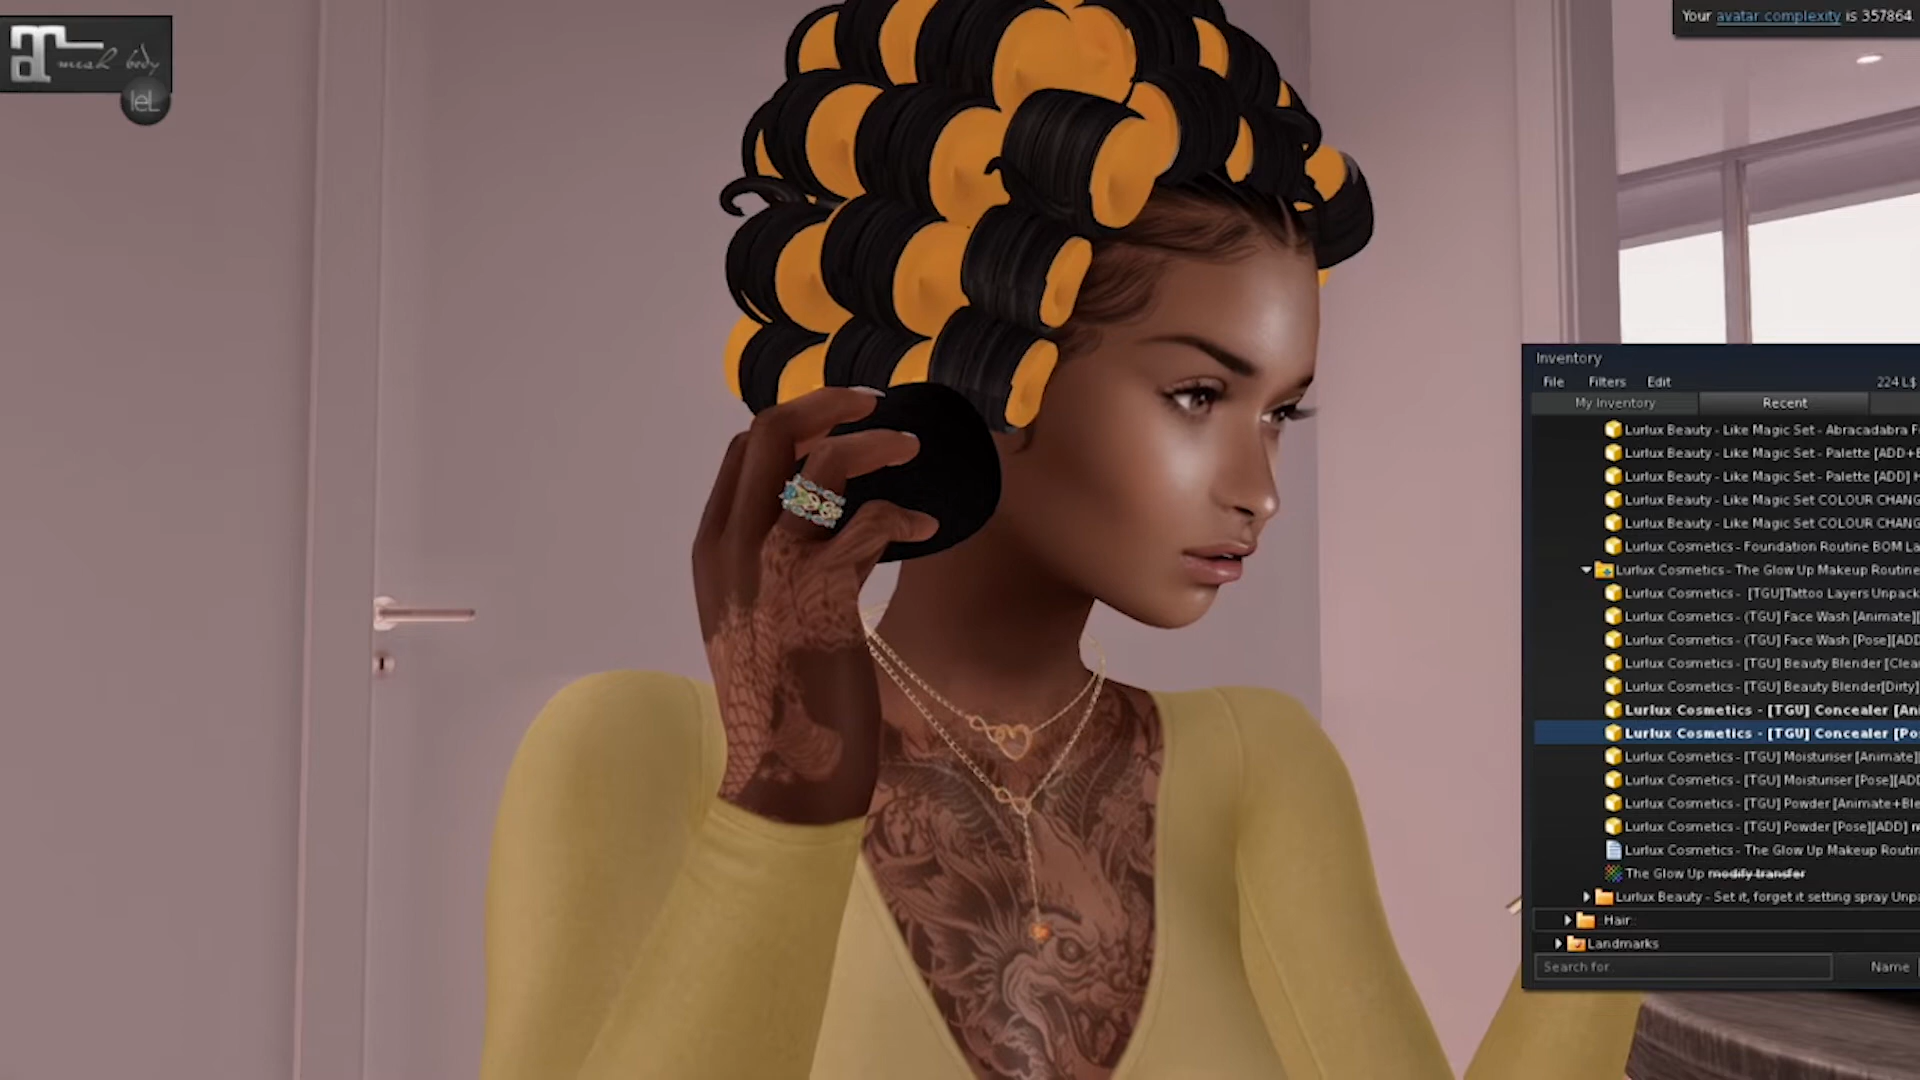 mesh body
leL
Your avatar complexity is 357864.
Inventory
File Filters Edit 224 L$
My Inventory Recent
Lurlux Beauty - Like Magic Set - Abracadabra F
Lurlux Beauty - Like Magic Set - Palette [ADD+
Lurlux Beauty - Like Magic Set - Palette [ADD]
Lurlux Beauty - Like Magic Set COLOUR CHANG
Lurlux Beauty - Like Magic Set COLOUR CHANG
Lurlux Cosmetics - Foundation Routine BOM La
Lurlux Cosmetics - The Glow Up Makeup Routine
Lurlux Cosmetics - [TGU]Tattoo Layers Unpack
Lurlux Cosmetics - (TGU] Face Wash [Animate][
Lurlux Cosmetics - (TGU] Face Wash [Pose][ADD
Lurlux Cosmetics - [TGU] Beauty Blender [Clea
Lurlux Cosmetics - [TGU] Beauty Blender[Dirty]
Lurlux Cosmetics - [TGU] Concealer [An
Lurlux Cosmetics - [TGU] Concealer [Po
Lurlux Cosmetics - [TGU] Moisturiser [Animate]
Lurlux Cosmetics - [TGU] Moisturiser [Pose][ADD
Lurlux Cosmetics - [TGU] Powder [Animate+Ble
Lurlux Cosmetics - [TGU] Powder [Pose][ADD]
Lurlux Cosmetics - The Glow Up Makeup Routin
The Glow Up modify transfer
Lurlux Beauty - Set it, forget it setting spray Unpa
Hair
Landmarks
Search for
Name